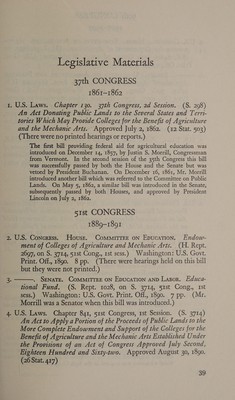 Legislative Materials
37th CONGRESS
1861–1862
1. U.S. Laws. Chapter 130. 37th Congress, 2d Session. (S. 298)
An Act Donating Public Lands to the Several States and Terri-
tories Which May Provide Colleges for the Benefit of Agriculture
and the Mechanic Arts. Approved July 2, 1862. (12 Stat. 503)
(There were no printed hearings or reports.)
The first bill providing federal aid for agricultural education was
introduced on December 14, 1857, by Justin S. Morrill, Congressman
from Vermont. In the second session of the 35th Congress this bill
was successfully passed by both the House and the Senate but was
vetoed by President Buchanan. On December 16, 1861, Mr. Morrill
introduced another bill which was referred to the Committee on Public
Lands. On May 5, 1862, a similar bill was introduced in the Senate,
subsequently passed by both Houses, and approved by President
Lincoln on July 2, 1862.
51st CONGRESS
1889–1891
2. U.S. Congress. House. Committee on Education. Endow-
ment of Colleges of Agriculture and Mechanic Arts. (H. Rept.
2697, on S. 3714, 51st Cong., 1st sess.) Washington: U.S. Govt.
Print. Off., 1890. 8 pp. (There were hearings held on this bill
but they were not printed.)
3. ———. Senate. Committee on Education and Labor. Educa-
tional Fund. (S. Rept. 1028, on S. 3714, 51st Cong., 1st
sess.) Washington: U.S. Govt. Print. Off., 1890. 7 pp. (Mr.
Morrill was a Senator when this bill was introduced.)
4. U.S. Laws. Chapter 841, 51st Congress, 1st Session. (S. 3714)
An Act to Apply a Portion of the Proceeds of Public Lands to the
More Complete Endowment and Support of the Colleges for the
Benefit of Agriculture and the Mechanic Arts Established Under
the Provisions of an Act of Congress Approved July Second,
Eighteen Hundred and Sixty-two. Approved August 30, 1890.
(26 Stat. 417)
39